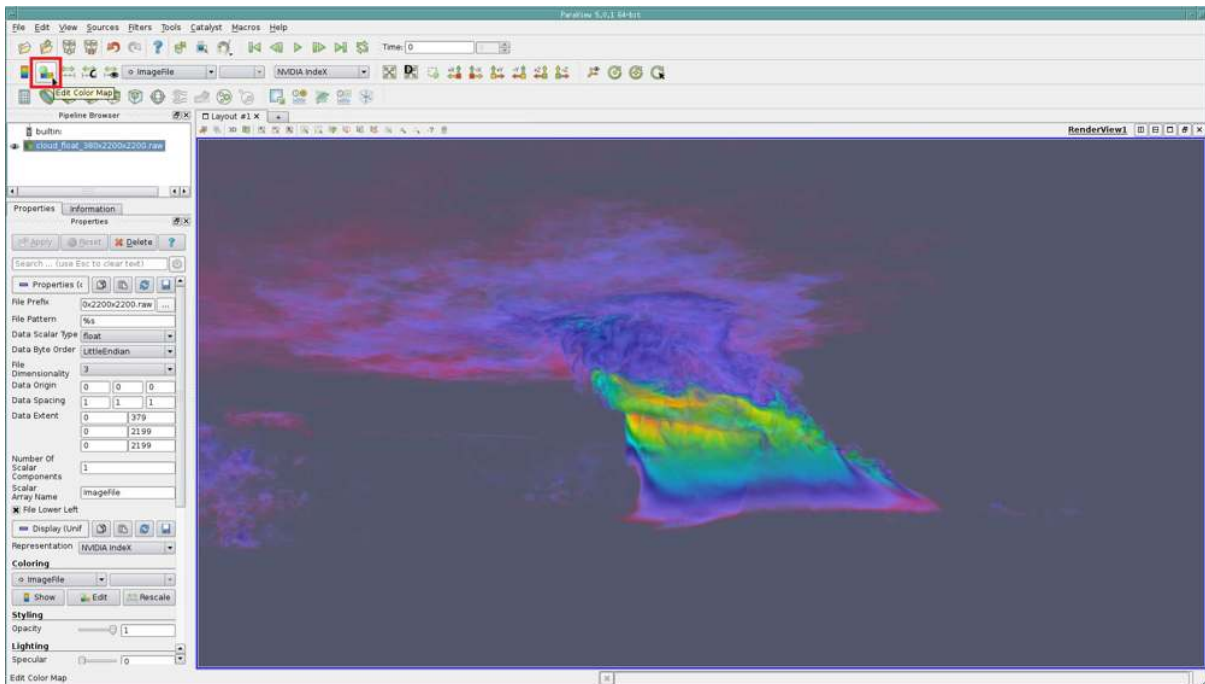 ParaView 5.0.1 64-bit
File Edit View Sources Filters Tools Catalyst Macros Help
Time: 0
ImageFile NVIDIA IndeX
Edit Color Map
Pipeline Browser
Layout #1
builtin:
3D
RenderView1
cloud_float_380x2200x2200.raw
Properties Information
Properties
Apply Reset Delete ?
Search ... (use Esc to clear text)
Properties (c
File Prefix 0x2200x2200.raw ...
File Pattern %s
Data Scalar Type float
Data Byte Order LittleEndian
File
Dimensionality 3
Data Origin 0 0 0
Data Spacing 1 1 1
Data Extent 0 379
0 2199
0 2199
Number Of
Scalar
Components 1
Scalar
Array Name ImageFile
File Lower Left
Display (Unif
Representation NVIDIA IndeX
Coloring
ImageFile
Show Edit Rescale
Styling
Opacity 1
Lighting
Specular 0
Edit Color Map